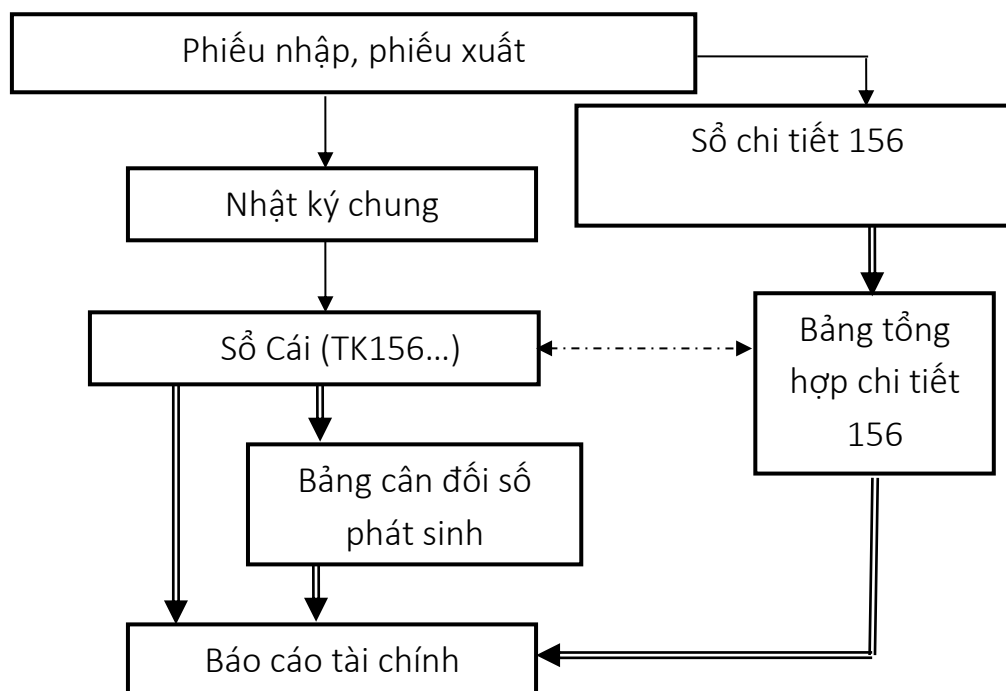 Phiếu nhập, phiếu xuất
Sổ chi tiết 156
Nhật ký chung
Sổ Cái (TK156...)
Bảng tổng
hợp chi tiết
156
Bảng cân đối số
phát sinh
Báo cáo tài chính